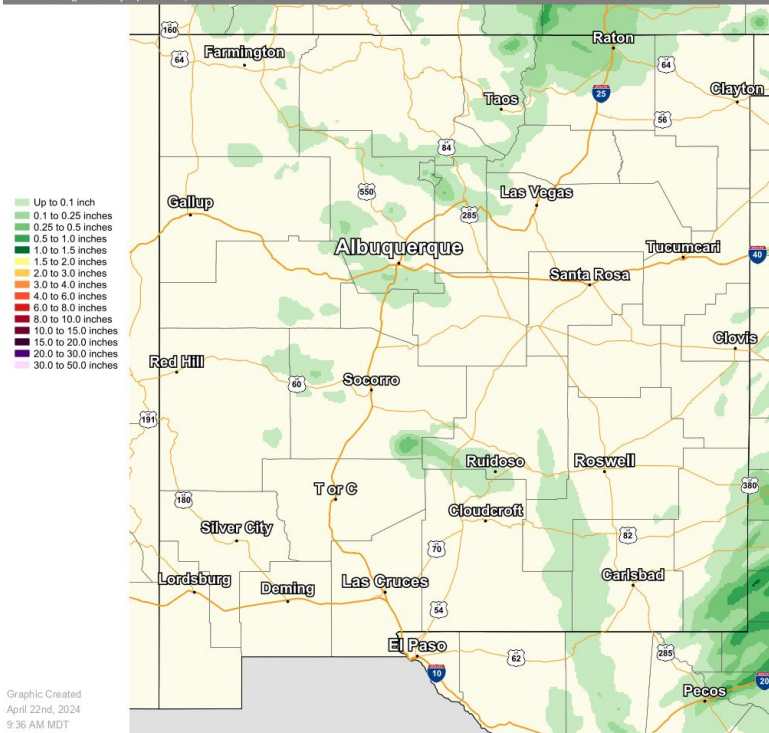 160
Farmington
64
Raton
64
25
Taos
Clayton
56
84
550
Las Vegas
Gallup
285
Up to 0.1 inch
0.1 to 0.25 inches
0.25 to 0.5 inches
0.5 to 1.0 inches
1.0 to 1.5 inches
1.5 to 2.0 inches
2.0 to 3.0 inches
3.0 to 4.0 inches
4.0 to 6.0 inches
6.0 to 8.0 inches
8.0 to 10.0 inches
10.0 to 15.0 inches
15.0 to 20.0 inches
20.0 to 30.0 inches
30.0 to 50.0 inches
Albuquerque
Tucumcari
40
Santa Rosa
Clovis
Red Hill
60
Socorro
191
Ruidoso
Roswell
380
T or C
180
Cloudcroft
Silver City
82
70
Lordsburg
Deming
Las Cruces
Carlsbad
54
El Paso
62
285
10
20
Pecos
Graphic Created
April 22nd, 2024
9:36 AM MDT